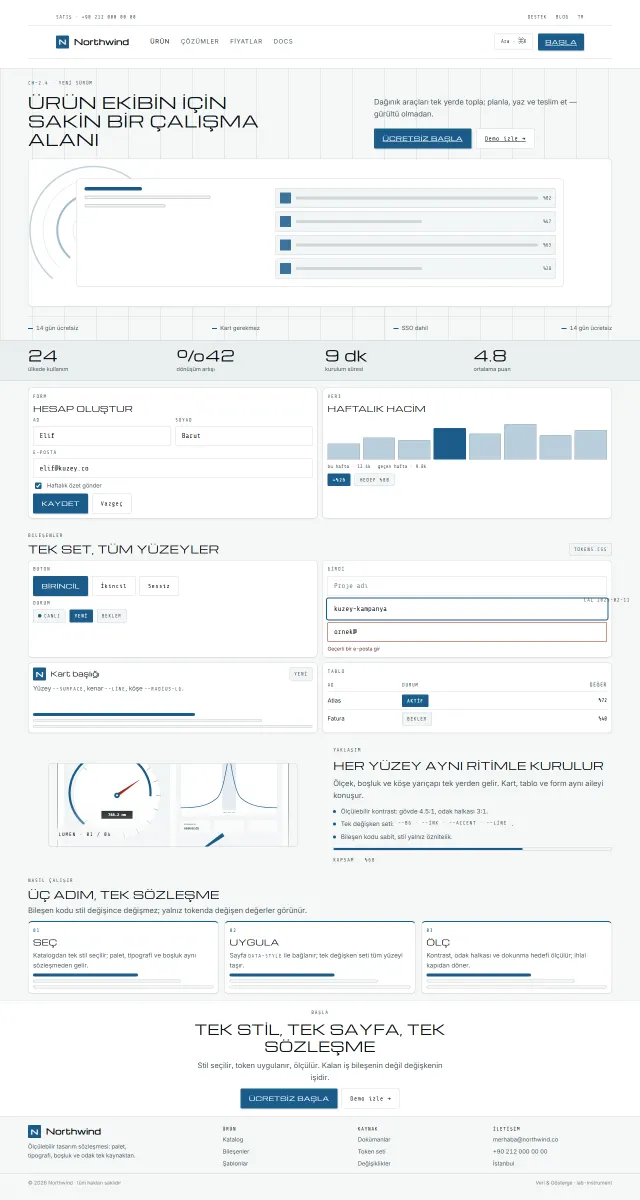 SATIŞ · +90 212 000 00 00
DESTEK BLOG TR
N Northwind
ÜRÜN ÇÖZÜMLER FİYATLAR DOCS
Ara · ⌘K
BAŞLA
CH-2.4 YENİ SÜRÜM
ÜRÜN EKİBİN İÇİN
SAKİN BİR ÇALIŞMA
ALANI
Dağınık araçları tek yerde topla; planla, yaz ve teslim et —
gürültü olmadan.
ÜCRETSİZ BAŞLA
Demo izle →
14 gün ücretsiz
Kart gerekmez
SSO dahil
14 gün ücretsiz
24
ülkede kullanım
%42
dönüşüm artışı
9 dk
kurulum süresi
4.8
ortalama puan
FORM
HESAP OLUŞTUR
AD
SOYAD
Elif
Barut
E-POSTA
elif@kuzey.co
Haftalık özet gönder
KAYDET
Vazgeç
VERİ
HAFTALIK HACİM
bu hafta · 12.4k geçen hafta · 9.8k
+%26
HEDEF %80
BİLEŞENLER
TEK SET, TÜM YÜZEYLER
TOKENS.CSS
BUTON
BİRİNCİL
İkincil
Sessiz
DURUM
CANLI
YENİ
BEKLER
GİRDİ
Proje adı
kuzey-kampanya
ornek@
Geçerli bir e-posta gir
N Kart başlığı
YENİ
Yüzey --SURFACE, kenar --LINE, köşe --RADIUS-LG.
TABLO
AD DURUM DEĞER
Atlas AKTİF %72
Fatura BEKLER %40
LUMEN · 01 / 04
YAKLAŞIM
HER YÜZEY AYNI RİTİMLE KURULUR
Ölçek, boşluk ve köşe yarıçapı tek yerden gelir. Kart, tablo ve form aynı aileyi
konuşur.
Ölçülebilir kontrast: gövde 4.5:1, odak halkası 3:1.
Tek değişken seti: --BG · --INK · --ACCENT · --LINE .
Bileşen kodu sabit, stil yalnız öznitelik.
KAPSAM · %68
NASIL ÇALIŞIR
ÜÇ ADIM, TEK SÖZLEŞME
Bileşen kodu stil değişince değişmez; yalnız tokenda değişen değerler görünür.
01
SEÇ
Katalogdan tek stil seçilir; palet, tipografi ve boşluk aynı
sözleşmeden gelir.
02
UYGULA
Sayfa DATA-STYLE ile bağlanır; tek değişken seti tüm yüzeyi
taşır.
03
ÖLÇ
Kontrast, odak halkası ve dokunma hedefi ölçülür; ihlal
kapıdan döner.
BAŞLA
TEK STİL, TEK SAYFA, TEK
SÖZLEŞME
Stil seçilir, token uygulanır, ölçülür. Kalan iş bileşenin değil değişkenin
işidir.
ÜCRETSİZ BAŞLA
Demo izle →
N Northwind
Ölçülebilir tasarım sözleşmesi: palet,
tipografi, boşluk ve odak tek kaynaktan.
ÜRÜN
Katalog
Bileşenler
Şablonlar
KAYNAK
Dokümanlar
Token seti
Değişiklikler
İLETİŞİM
merhaba@northwind.co
+90 212 000 00 00
İstanbul
© 2026 Northwind · tüm hakları saklıdır
Veri & Gösterge · lab-instrument